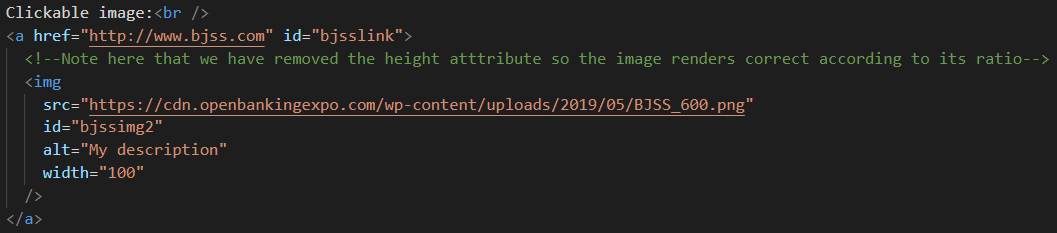 Clickable image:<br />
<a href="http://www.bjss.com" id="bjsslink">
<!--Note here that we have removed the height atttribute so the image renders correct according to its ratio-->
<img
src="https://cdn.openbankingexpo.com/wp-content/uploads/2019/05/BJSS_600.png"
id="bjssimg2"
alt="My description"
width="100"
/>
</a>